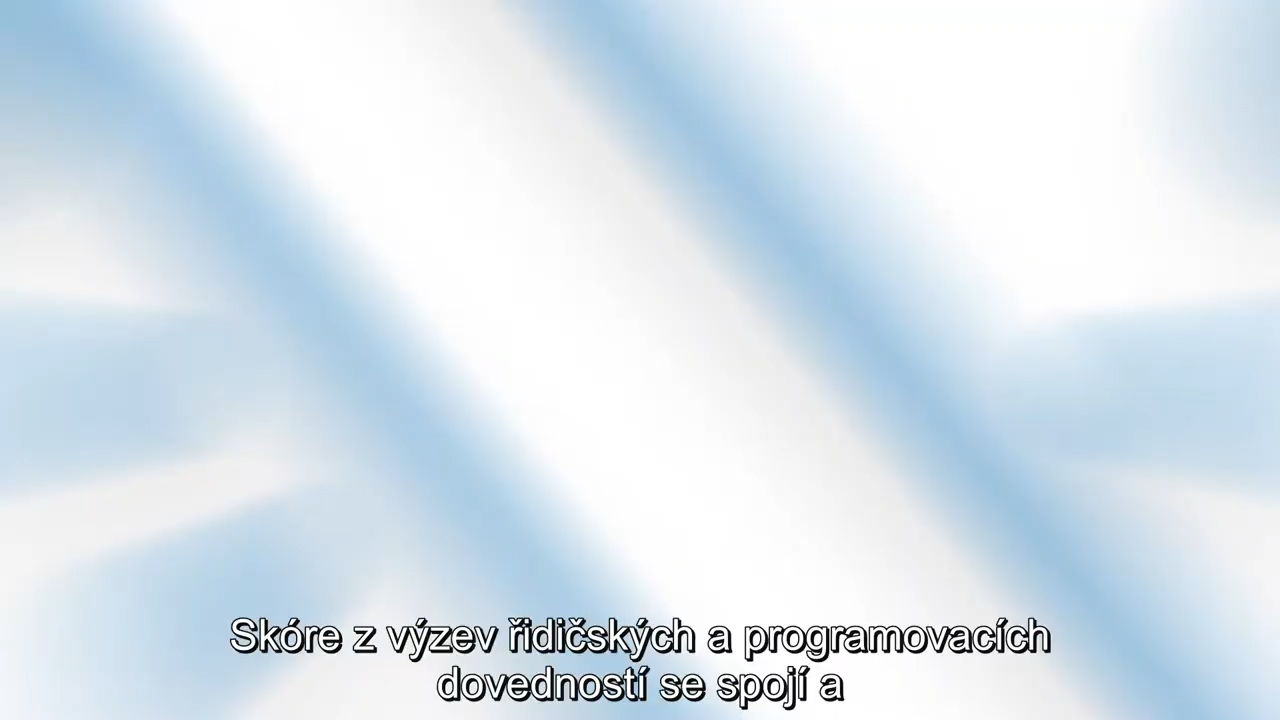 Skóre z výzev řidičských a programovacích
dovedností se spojí a